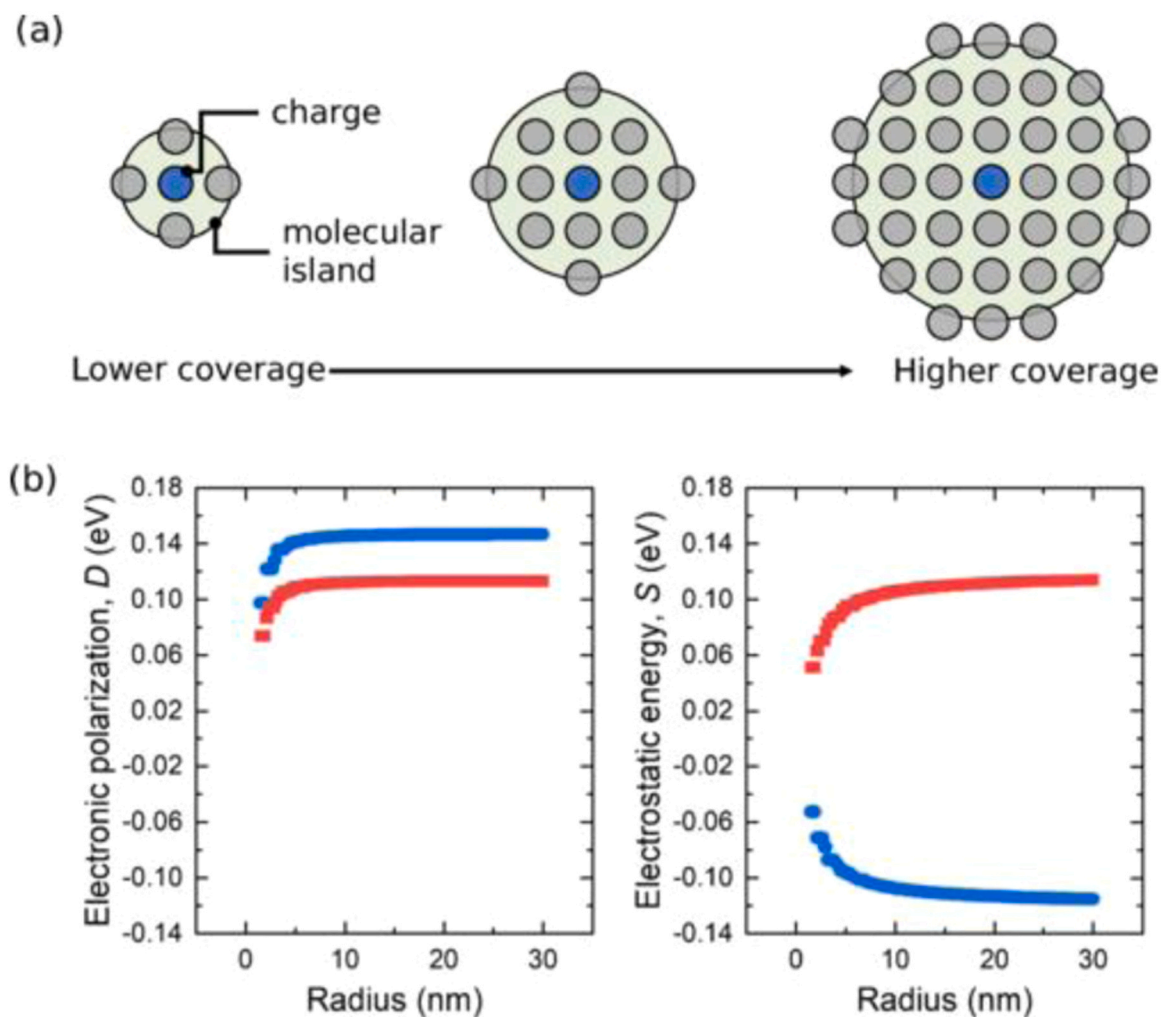 (a)
charge
molecular
island
Lower coverage
Higher coverage
(b)
Electronic polarization, D (eV)
0.18
0.14
0.10
0.06
0.02
-0.02
-0.06
-0.10
-0.14
0
10
20
30
Radius (nm)
Electrostatic energy, S (eV)
0.18
0.14
0.10
0.06
0.02
-0.02
-0.06
-0.10
-0.14
0
10
20
30
Radius (nm)